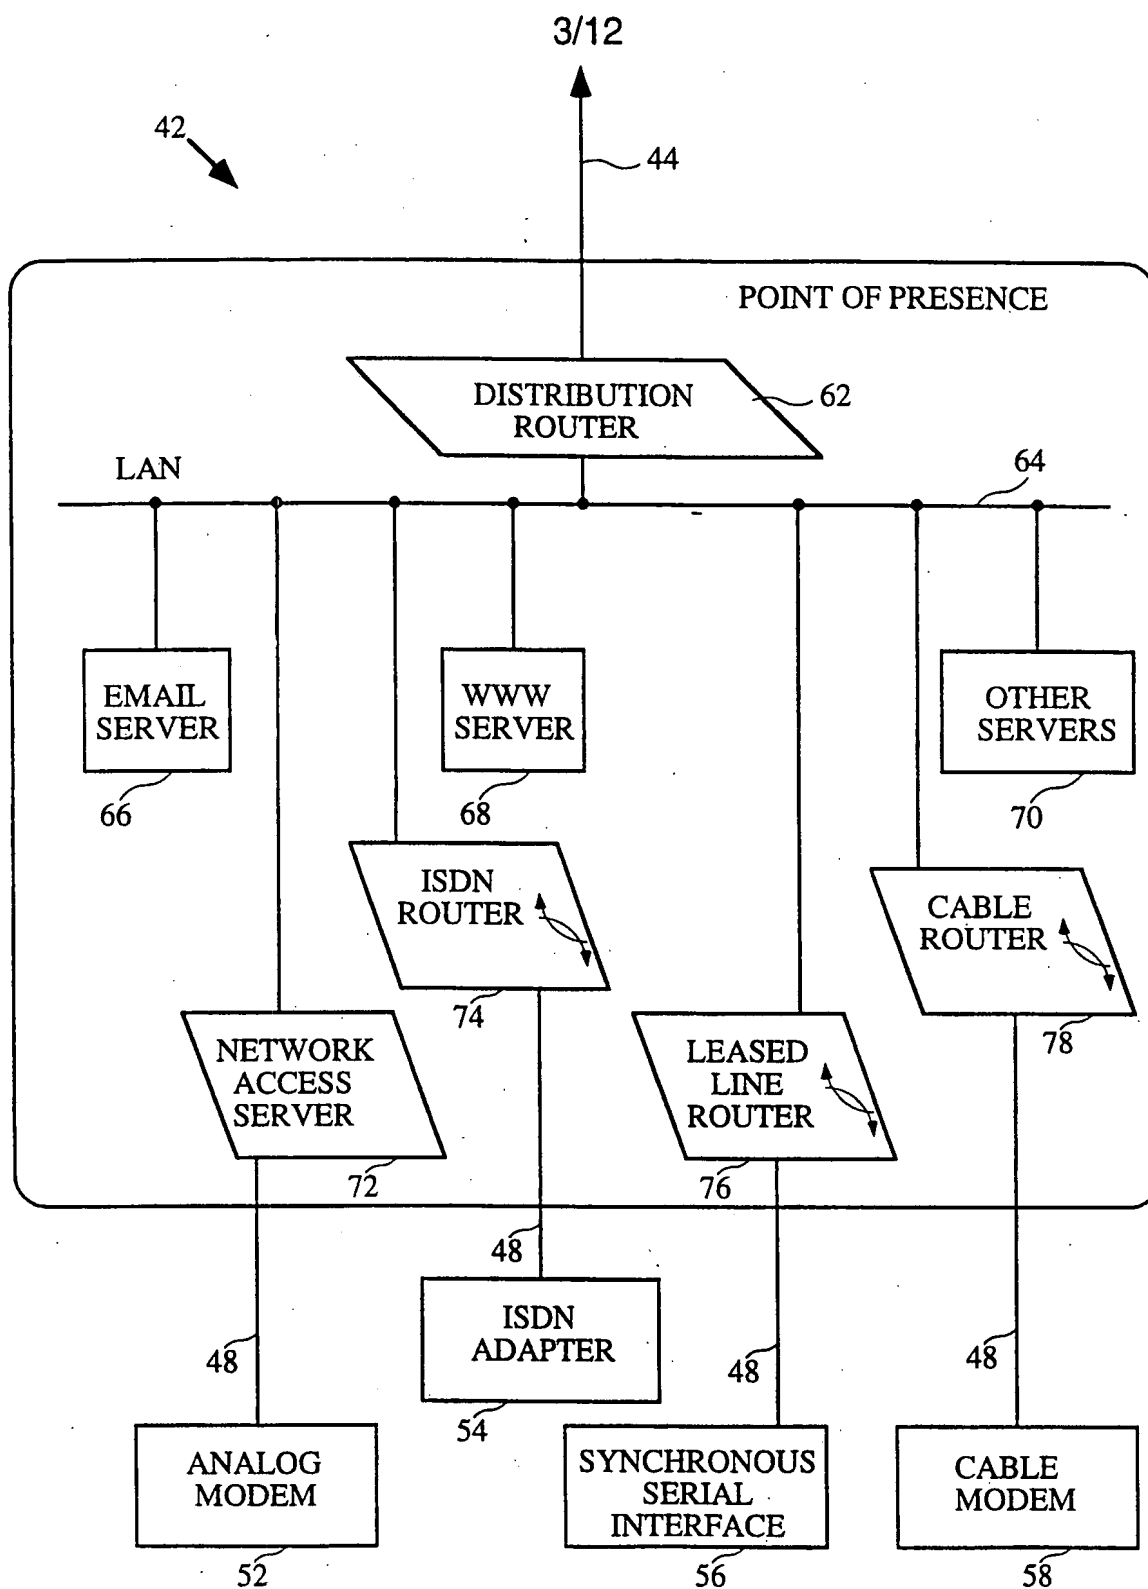 3/12
42
44
POINT OF PRESENCE
DISTRIBUTION
ROUTER
62
LAN
64
EMAIL
SERVER
66
WWW
SERVER
68
OTHER
SERVERS
70
ISDN
ROUTER
74
CABLE
ROUTER
78
NETWORK
ACCESS
SERVER
72
LEASED
LINE
ROUTER
76
48
ISDN
ADAPTER
54
48
48
48
ANALOG
MODEM
52
SYNCHRONOUS
SERIAL
INTERFACE
56
CABLE
MODEM
58